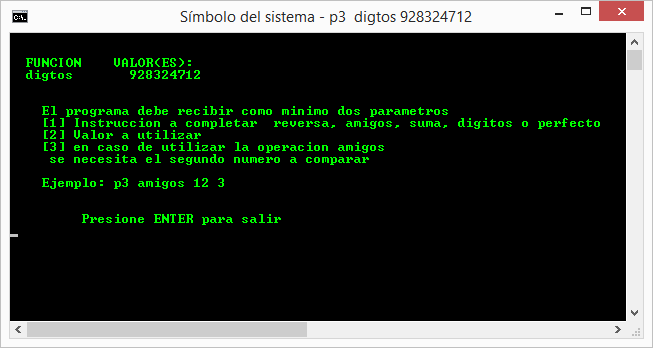 Símbolo del sistema - p3 digtos 928324712
FUNCION VALOR(ES):
digtos 928324712
El programa debe recibir como minimo dos parametros
[1] Instruccion a completar reversa, amigos, suma, digitos o perfecto
[2] Valor a utilizar
[3] en caso de utilizar la operacion amigos
se necesita el segundo numero a comparar
Ejemplo: p3 amigos 12 3
Presione ENTER para salir